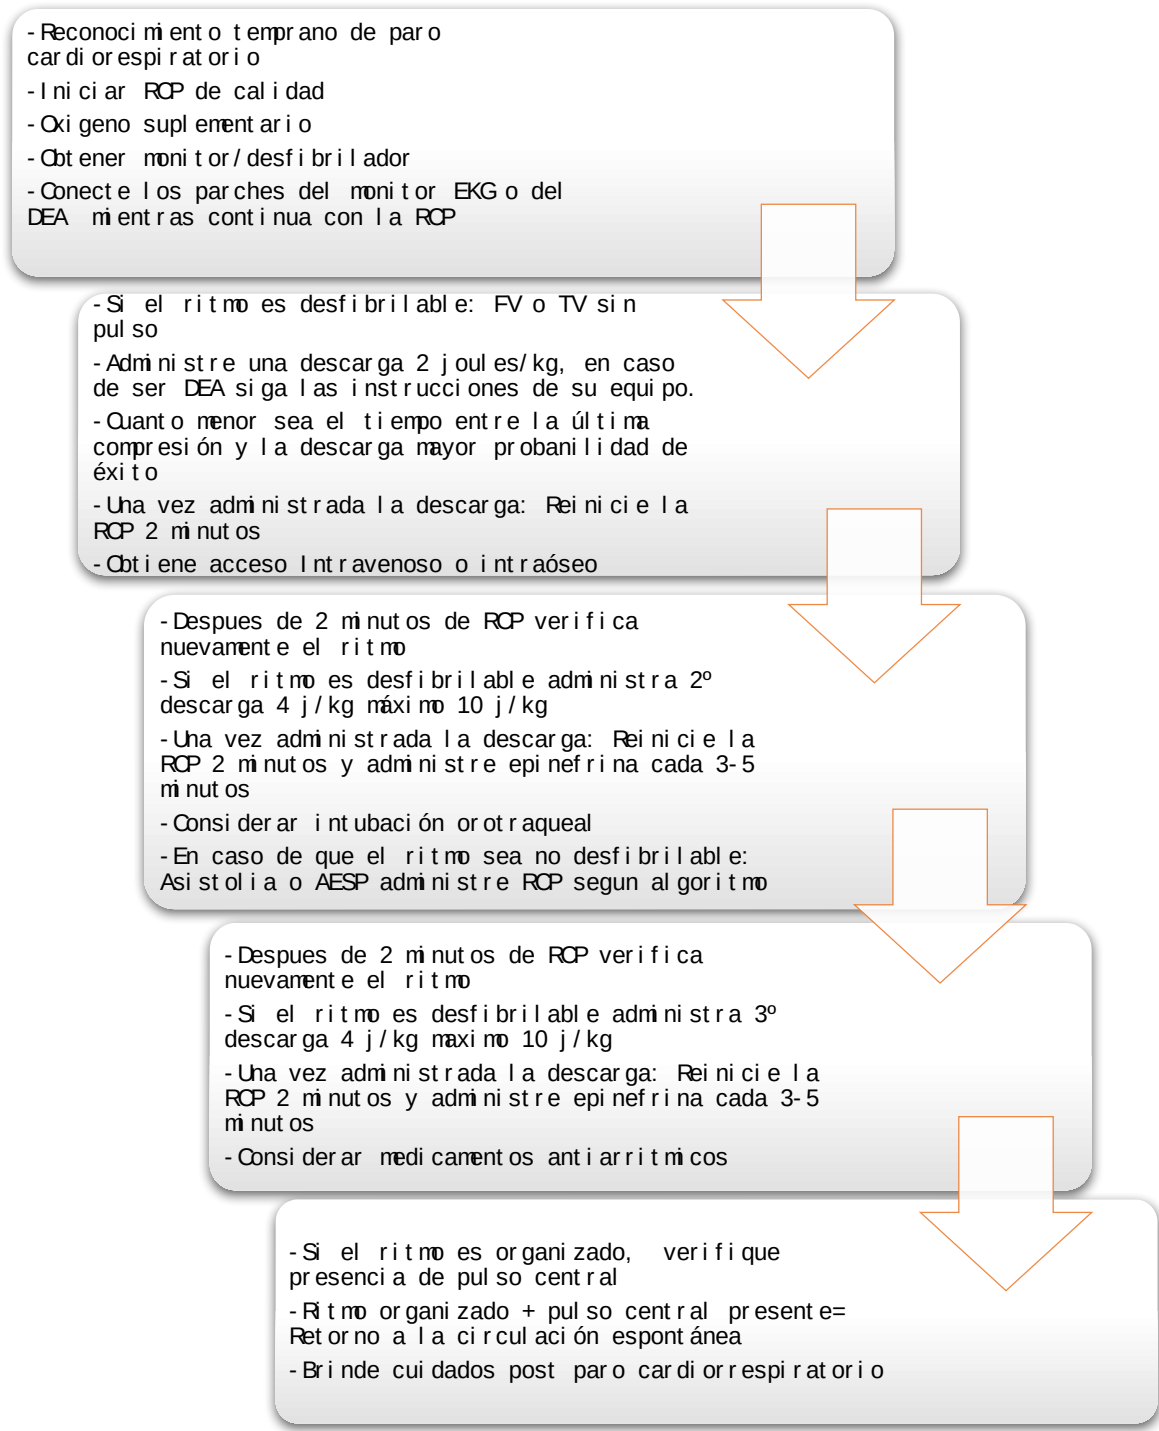 -Reconocimiento temprano de paro
cardiorespiratorio
-Iniciar RCP de calidad
-Oxigeno suplementario
-Obtener monitor/desfibrilador
-Conecte los parches del monitor EKG o del
DEA mientras continua con la RCP
-Si el ritmo es desfibrilable: FV o TV sin
pulso
-Administre una descarga 2 joules/kg, en caso
de ser DEA siga las instrucciones de su equipo.
-Cuanto menor sea el tiempo entre la última
compresión y la descarga mayor probanilidad de
éxito
-Una vez administrada la descarga: Reinicie la
RCP 2 minutos
-Obtiene acceso Intravenoso o intraóseo
-Despues de 2 minutos de RCP verifica
nuevamente el ritmo
-Si el ritmo es desfibrilable administra 2º
descarga 4 j/kg máximo 10 j/kg
-Una vez administrada la descarga: Reinicie la
RCP 2 minutos y administre epinefrina cada 3-5
minutos
-Considerar intubación orotraqueal
-En caso de que el ritmo sea no desfibrilable:
Asistolia o AESP administre RCP segun algoritmo
-Despues de 2 minutos de RCP verifica
nuevamente el ritmo
-Si el ritmo es desfibrilable administra 3º
descarga 4 j/kg maximo 10 j/kg
-Una vez administrada la descarga: Reinicie la
RCP 2 minutos y administre epinefrina cada 3-5
minutos
-Considerar medicamentos antiarritmicos
-Si el ritmo es organizado, verifique
presencia de pulso central
-Ritmo organizado + pulso central presente=
Retorno a la circulación espontánea
-Brinde cuidados post paro cardiorrespiratorio